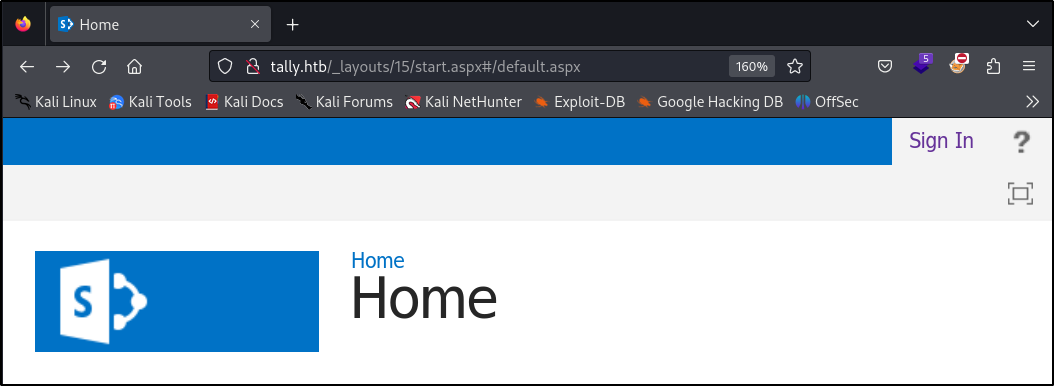 Home
tally.htb/_layouts/15/start.aspx#/default.aspx 160% 5
Kali Linux Kali Tools Kali Docs Kali Forums Kali NetHunter Exploit-DB Google Hacking DB OffSec
Sign In ?
S
Home
Home